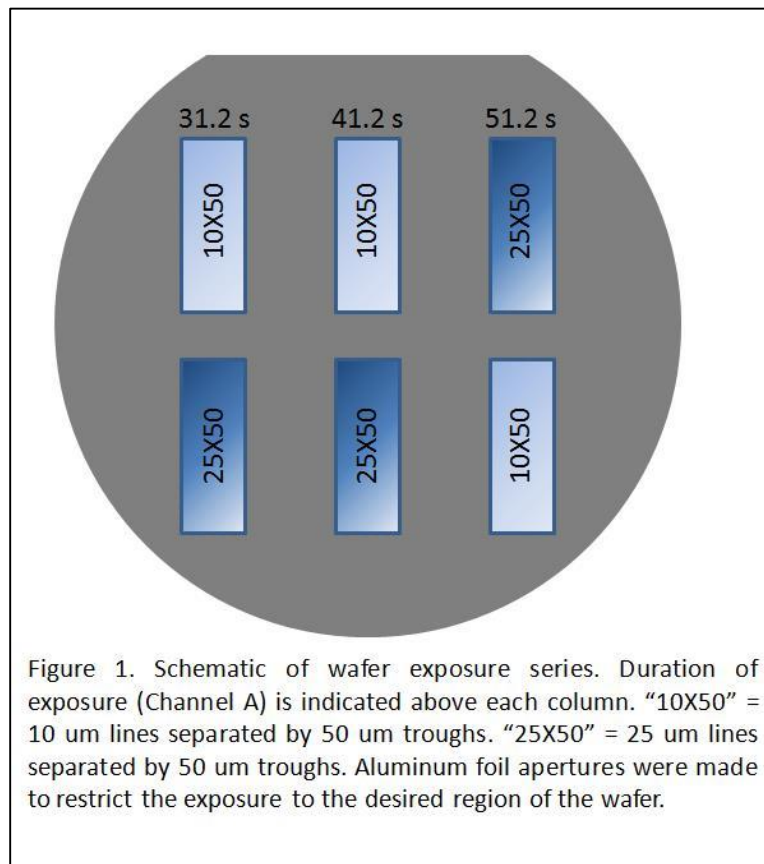 31.2 s 41.2 s 51.2 s
10X50 10X50 25X50
25X50 25X50 10X50
Figure 1. Schematic of wafer exposure series. Duration of
exposure (Channel A) is indicated above each column. “10X50” =
10 um lines separated by 50 um troughs. “25X50” = 25 um lines
separated by 50 um troughs. Aluminum foil apertures were made
to restrict the exposure to the desired region of the wafer.